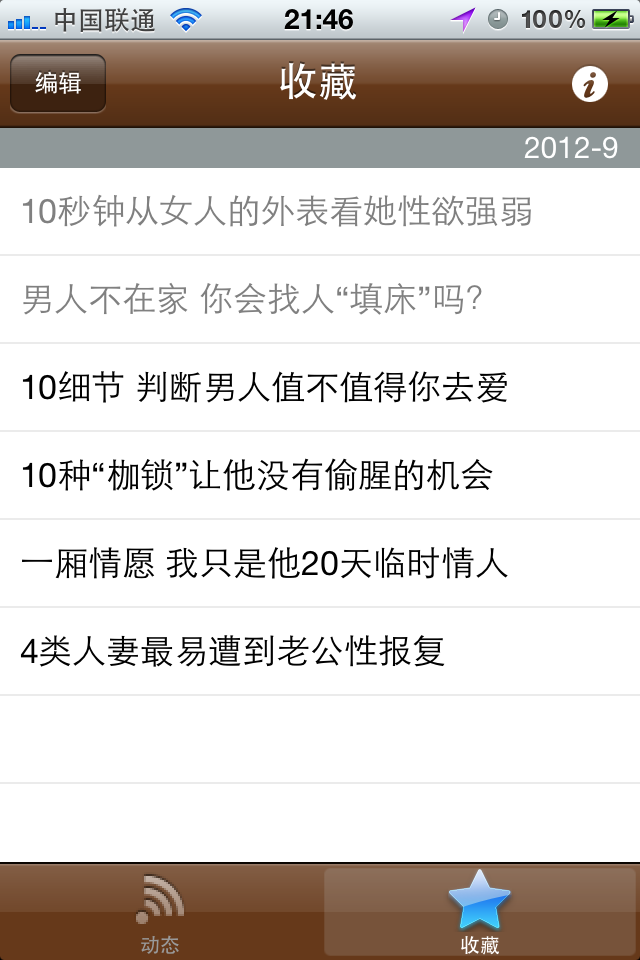 中国联通 21:46 100%
编辑 收藏
2012-9
10秒钟从女人的外表看她性欲强弱
男人不在家 你会找人“填床”吗?
10细节 判断男人值不值得你去爱
10种“枷锁”让他没有偷腥的机会
一厢情愿 我只是他20天临时情人
4类人妻最易遭到老公性报复
动态 收藏